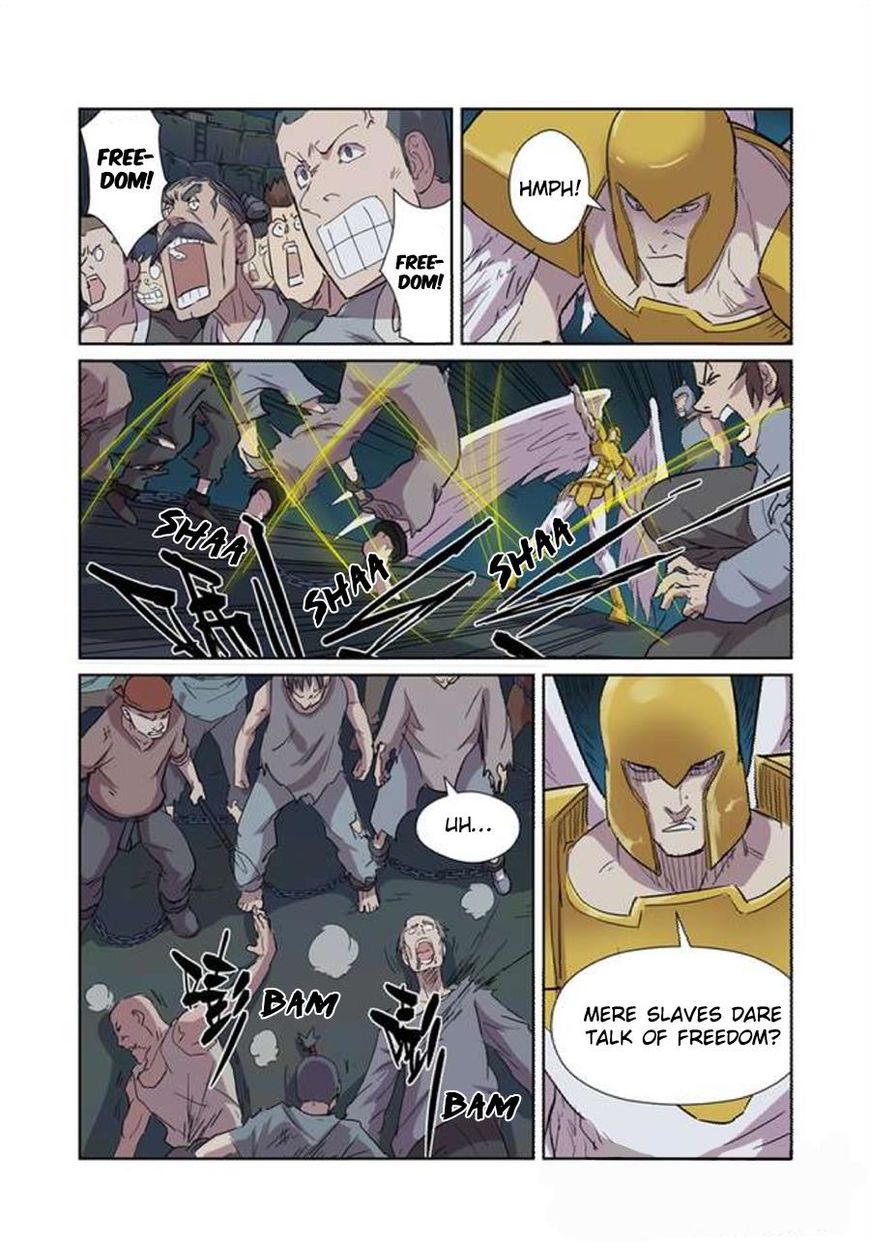 FREE-
DOM!
FREE-
DOM!
HMPH!
SHAA
SHAA
SHAA
UH...
BAM
BAM
MERE SLAVES DARE
TALK OF FREEDOM?